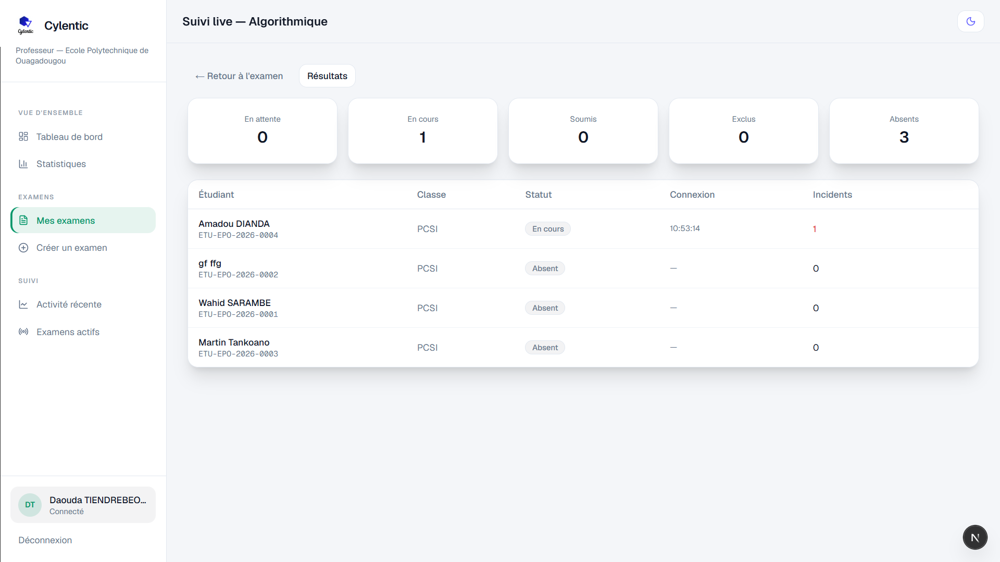 Cylentic
Cylentic
Professeur — Ecole Polytechnique de
Ouagadougou
VUE D'ENSEMBLE
Tableau de bord
Statistiques
EXAMENS
Mes examens
Créer un examen
SUIVI
Activité récente
Examens actifs
DT
Daouda TIENDREBEO...
Connecté
Déconnexion
Suivi live — Algorithmique
← Retour à l'examen
Résultats
En attente
0
En cours
1
Soumis
0
Exclus
0
Absents
3
Étudiant Classe Statut Connexion Incidents
Amadou DIANDA
ETU-EPO-2026-0004
PCSI En cours 10:53:14 1
gf ffg
ETU-EPO-2026-0002
PCSI Absent — 0
Wahid SARAMBE
ETU-EPO-2026-0001
PCSI Absent — 0
Martin Tankoano
ETU-EPO-2026-0003
PCSI Absent — 0
N